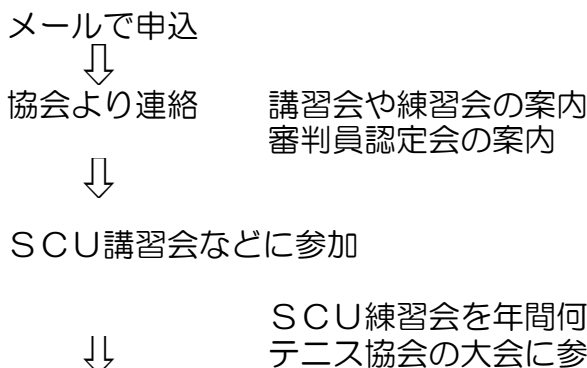 メールで申込
⇩
協会より連絡　　講習会や練習会の案内
審判員認定会の案内
⇩
ＳＣＵ講習会などに参加
ＳＣＵ練習会を年間何
⇩　　テニス協会の大会に参